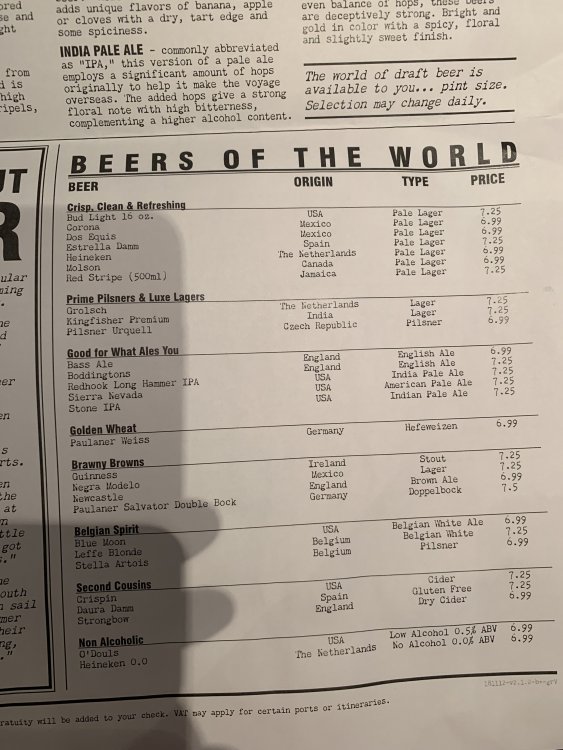 adds unique flavors of banana, apple
or cloves with a dry, tart edge and
some spiciness.
INDIA PALE ALE – commonly abbreviated
as "IPA," this version of a pale ale
employs a significant amount of hops
originally to help it make the voyage
overseas. The added hops give a strong
floral note with high bitterness,
complementing a higher alcohol content.
even balance of hops, these beers
are deceptively strong. Bright and
gold in color with a spicy, floral
and slightly sweet finish.
The world of draft beer is
available to you... pint size.
Selection may change daily.
BEERS OF THE WORLD
BEER ORIGIN TYPE PRICE
Crisp, Clean & Refreshing
Bud Light 16 oz. USA Pale Lager 7.25
Corona Mexico Pale Lager 6.99
Dos Equis Mexico Pale Lager 6.99
Estrella Damm Spain Pale Lager 7.25
Heineken The Netherlands Pale Lager 6.99
Molson Canada Pale Lager 6.99
Red Stripe (500ml) Jamaica Pale Lager 7.25
Prime Pilsners & Luxe Lagers
Grolsch The Netherlands Lager 7.25
Kingfisher Premium India Lager 7.25
Pilsner Urquell Czech Republic Pilsner 6.99
Good for What Ales You
Bass Ale England English Ale 6.99
Boddingtons England English Ale 7.25
Redhook Long Hammer IPA USA India Pale Ale 7.25
Sierra Nevada USA American Pale Ale 7.25
Stone IPA USA Indian Pale Ale 7.25
Golden Wheat
Paulaner Weiss Germany Hefeweizen 6.99
Brawny Browns
Guinness Ireland Stout 7.25
Negra Modelo Mexico Lager 7.25
Newcastle England Brown Ale 6.99
Paulaner Salvator Double Bock Germany Doppelbock 7.5
Belgian Spirit
Blue Moon USA Belgian White Ale 6.99
Leffe Blonde Belgium Belgian White 7.25
Stella Artois Belgium Pilsner 6.99
Second Cousins
Crispin USA Cider 7.25
Daura Damm Spain Gluten Free 7.25
Strongbow England Dry Cider 6.99
Non Alcoholic
O'Douls USA Low Alcohol 0.5% ABV 6.99
Heineken 0.0 The Netherlands No Alcohol 0.0% ABV 6.99
ratuity will be added to your check. VAT may apply for certain ports or itineraries.